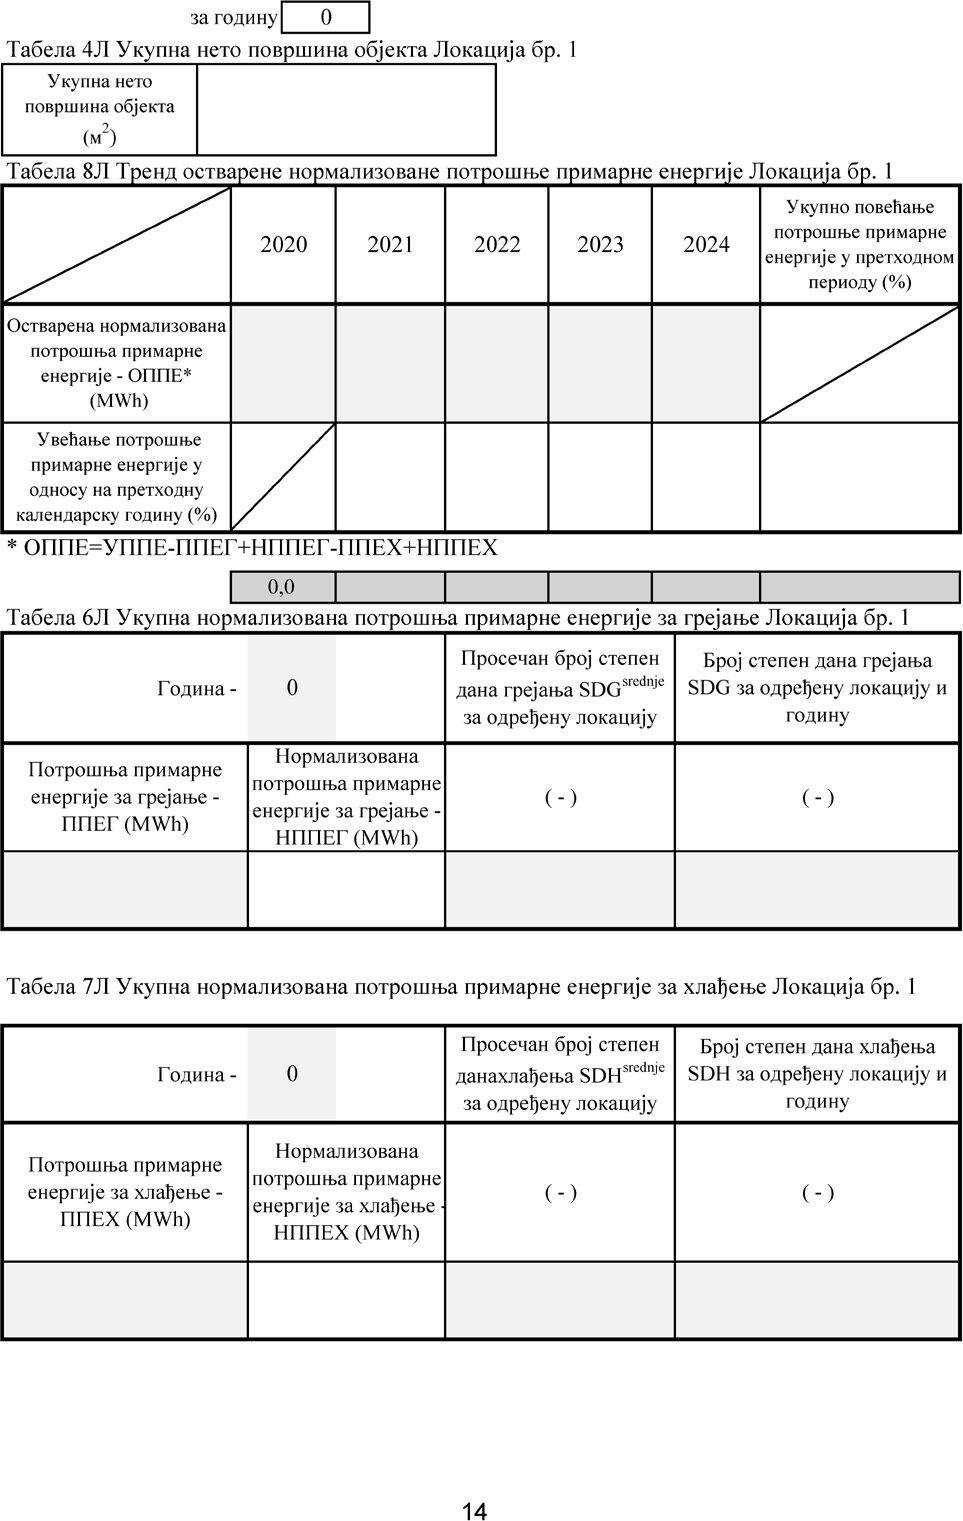 за годину 0
Табела 4Л Укупна нето површина објекта Локација бр. 1
Укупна нето
површина објекта
(м2)
Табела 8Л Тренд остварене нормализоване потрошње примарне енергије Локација бр. 1
2020 2021 2022 2023 2024
Укупно повећање
потрошње примарне
енергије у претходном
периоду (%)
Остварена нормализована
потрошња примарне
енергије - ОППЕ*
(MWh)
Увећање потрошње
примарне енергије у
односу на претходну
календарску годину (%)
* ОППЕ=УППЕ-ППЕГ+НППЕГ-ППЕХ+НППЕХ
0,0
Табела 6Л Укупна нормализована потрошња примарне енергије за грејање Локација бр. 1
Година - 0
Просечан број степен
дана грејања SDGsrednje
за одређену локацију
Број степен дана грејања
SDG за одређену локацију и
годину
Потрошња примарне
енергије за грејање -
ППЕГ (MWh)
Нормализована
потрошња примарне
енергије за грејање -
НППЕГ (MWh)
( - )
( - )
Табела 7Л Укупна нормализована потрошња примарне енергије за хлађење Локација бр. 1
Година - 0
Просечан број степен
данахлађења SDHsrednje
за одређену локацију
Број степен дана хлађења
SDH за одређену локацију и
годину
Потрошња примарне
енергије за хлађење -
ППЕХ (MWh)
Нормализована
потрошња примарне
енергије за хлађење -
НППЕХ (MWh)
( - )
( - )
14